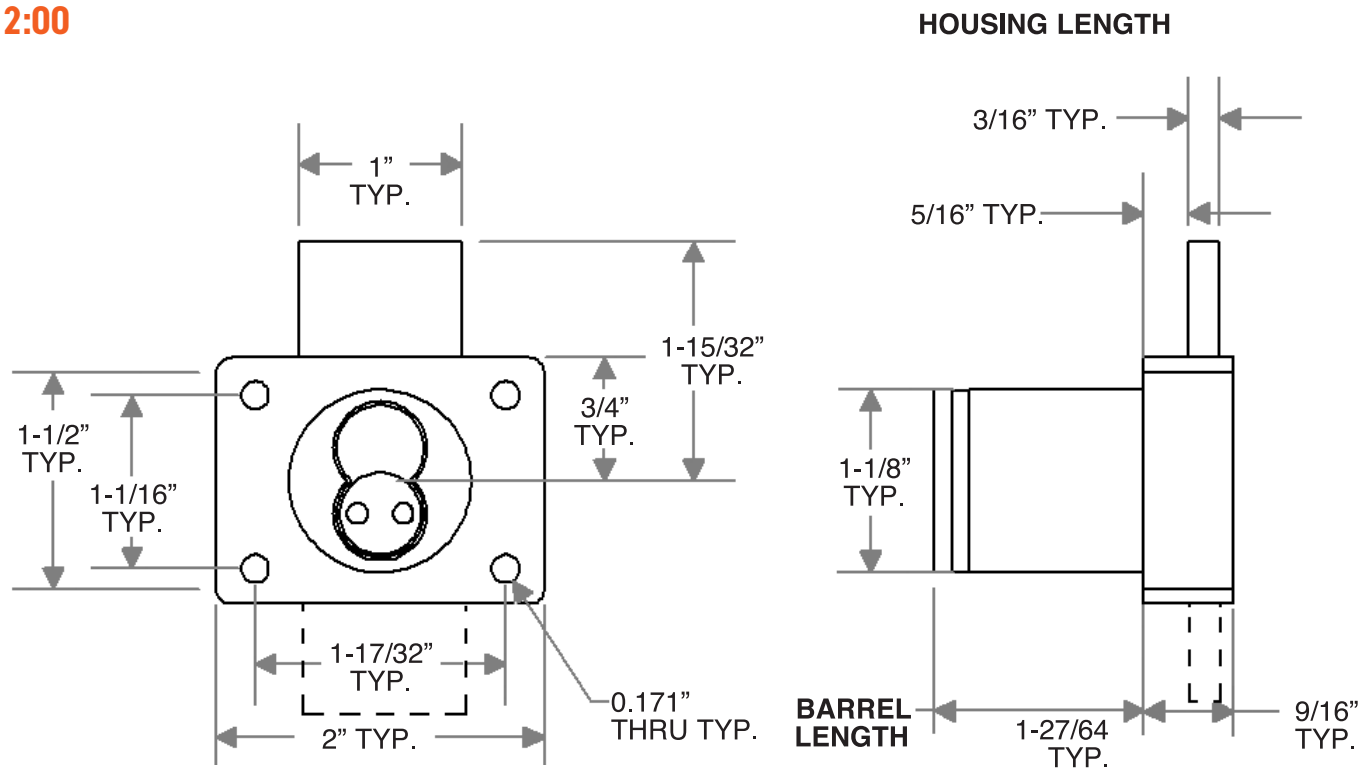 2:00
HOUSING LENGTH
3/16” TYP.
1”
TYP.
5/16” TYP.
1-15/32”
TYP.
3/4”
TYP.
1-1/2”
TYP.
1-1/16”
TYP.
1-1/8”
TYP.
1-17/32”
TYP.
0.171”
THRU TYP.
2” TYP.
BARREL
LENGTH
1-27/64
TYP.
9/16”
TYP.